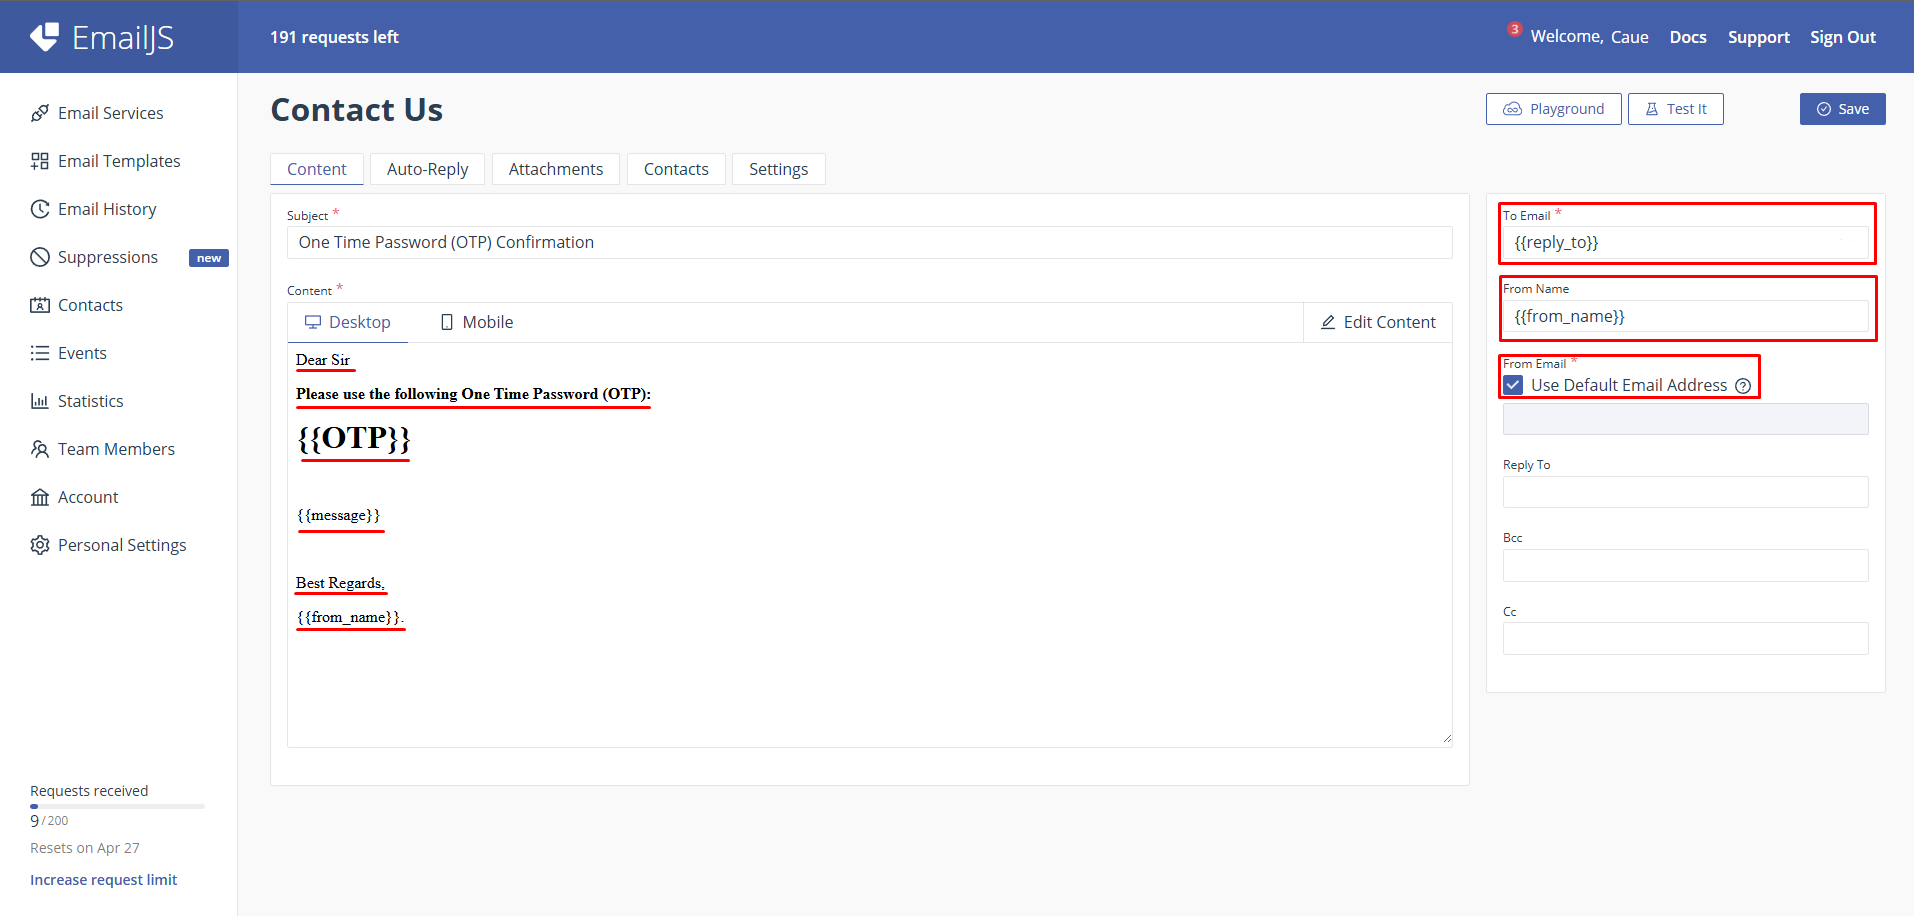 EmailJS
191 requests left
3 Welcome, Caue Docs Support Sign Out
Email Services
Email Templates
Email History
Suppressions new
Contacts
Events
Statistics
Team Members
Account
Personal Settings
Requests received
9 / 200
Resets on Apr 27
Increase request limit
Contact Us
Playground Test It Save
Content Auto-Reply Attachments Contacts Settings
Subject *
One Time Password (OTP) Confirmation
Content *
Desktop Mobile Edit Content
Dear Sir
Please use the following One Time Password (OTP):
{{OTP}}
{{message}}
Best Regards,
{{from_name}}.
To Email *
{{reply_to}}
From Name
{{from_name}}
From Email *
Use Default Email Address ?
Reply To
Bcc
Cc